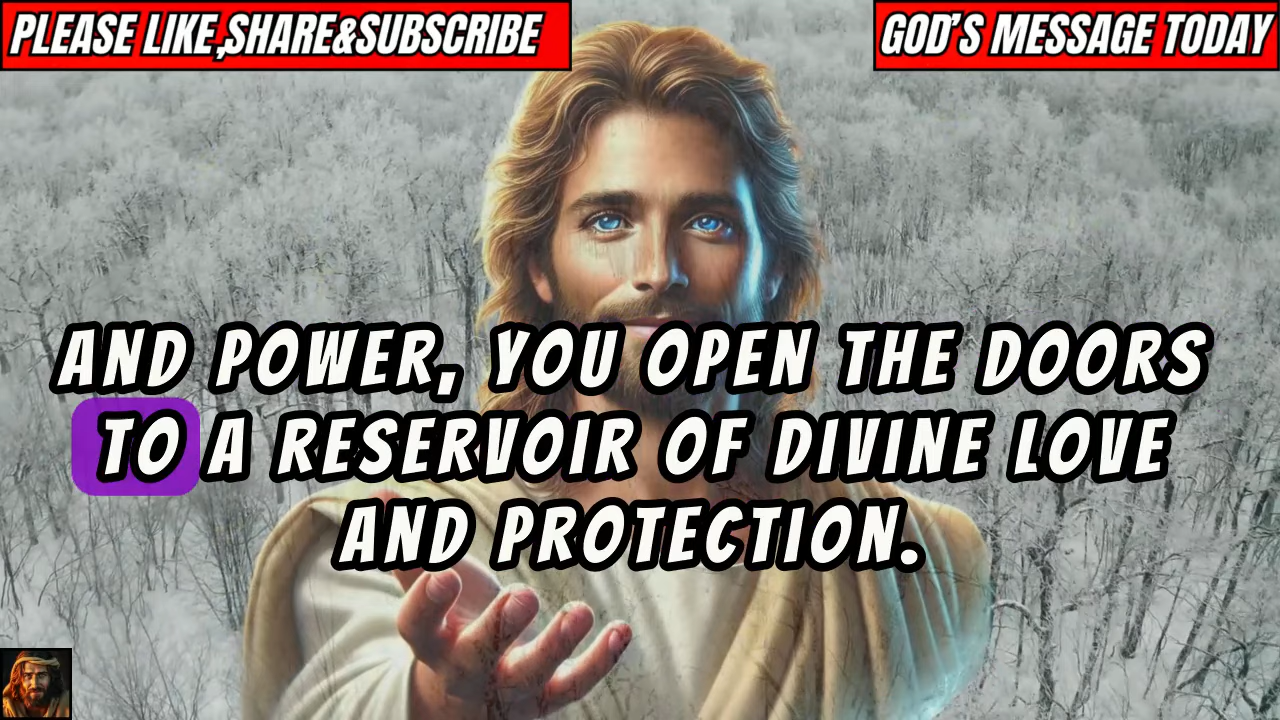 PLEASE LIKE,SHARE&SUBSCRIBE
GOD'S MESSAGE TODAY
AND POWER, YOU OPEN THE DOORS
TO A RESERVOIR OF DIVINE LOVE
AND PROTECTION.